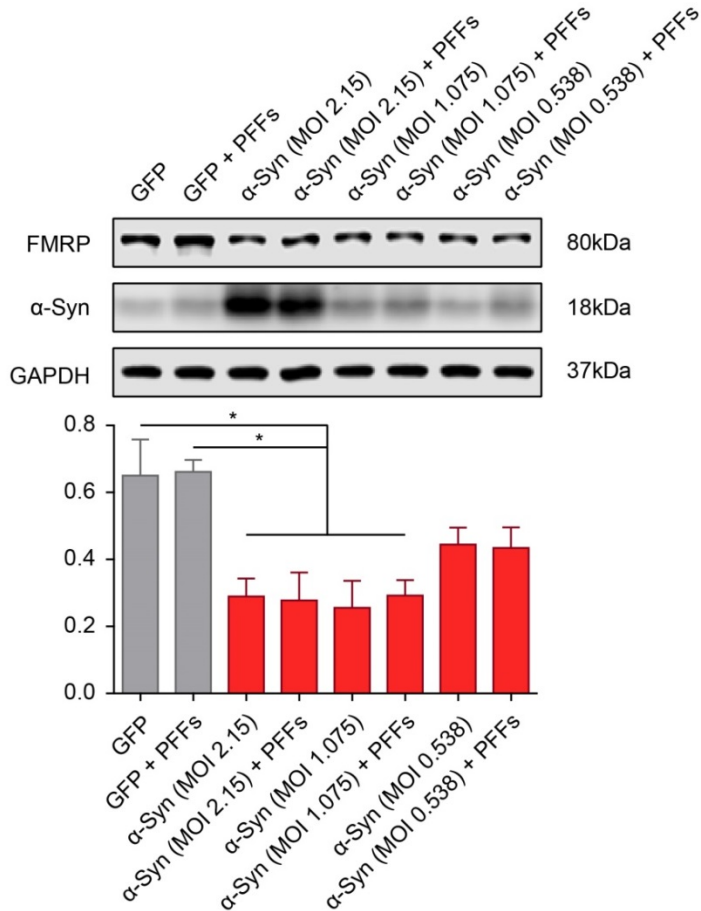 GFP
GFP + PFFs
α-Syn (MOI 2.15)
α-Syn (MOI 2.15) + PFFs
α-Syn (MOI 1.075)
α-Syn (MOI 1.075) + PFFs
α-Syn (MOI 0.538)
α-Syn (MOI 0.538) + PFFs
FMRP 80kDa
α-Syn 18kDa
GAPDH 37kDa
0.8
*
*
0.6
0.4
0.2
0.0
GFP
GFP + PFFs
α-Syn (MOI 2.15)
α-Syn (MOI 2.15) + PFFs
α-Syn (MOI 1.075)
α-Syn (MOI 1.075) + PFFs
α-Syn (MOI 0.538)
α-Syn (MOI 0.538) + PFFs